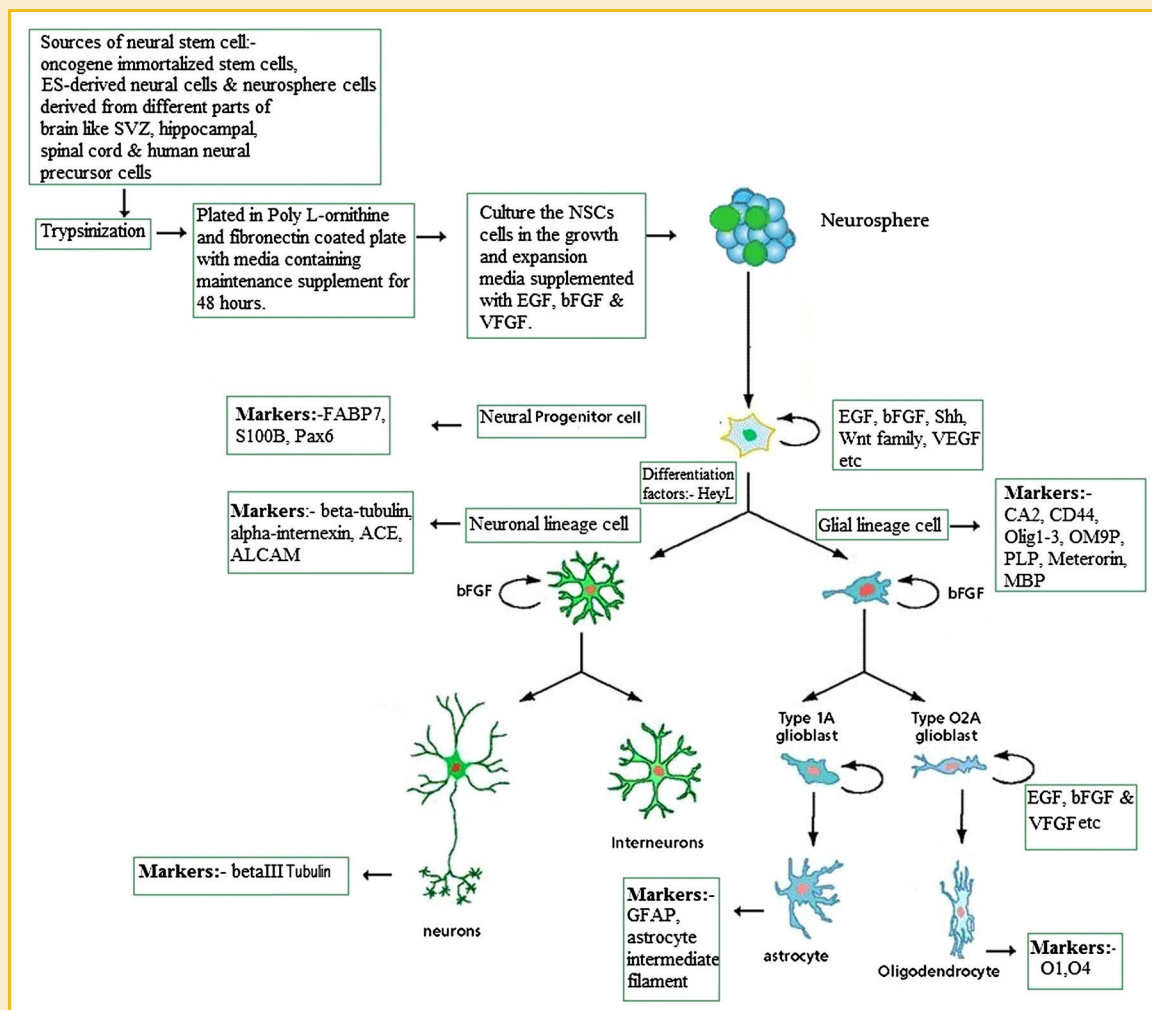 Sources of neural stem cell:-
oncogene immortalized stem cells,
ES-derived neural cells & neurosphere cells
derived from different parts of
brain like SVZ, hippocampal,
spinal cord & human neural
precursor cells
Trypsinization
Plated in Poly L-ornithine
and fibronectin coated plate
with media containing
maintenance supplement for
48 hours.
Culture the NSCs
cells in the growth
and expansion
media supplemented
with EGF, bFGF &
VFGF.
Neurosphere
Markers:-FABP7,
S100B, Pax6
Neural Progenitor cell
EGF, bFGF, Shh,
Wnt family, VEGF
etc
Differentiation
factors:- HeyL
Markers:- beta-tubulin,
alpha-internexin, ACE,
ALCAM
Neuronal lineage cell
Glial lineage cell
Markers:-
CA2, CD44,
Olig1-3, OM9P,
PLP, Meterorin,
MBP
bFGF
bFGF
Type 1A
glioblast
Type O2A
glioblast
EGF, bFGF &
VFGF etc
Interneurons
Markers:- betaIII Tubulin
neurons
Markers:-
GFAP,
astrocyte
intermediate
filament
astrocyte
Oligodendrocyte
Markers:-
O1,O4